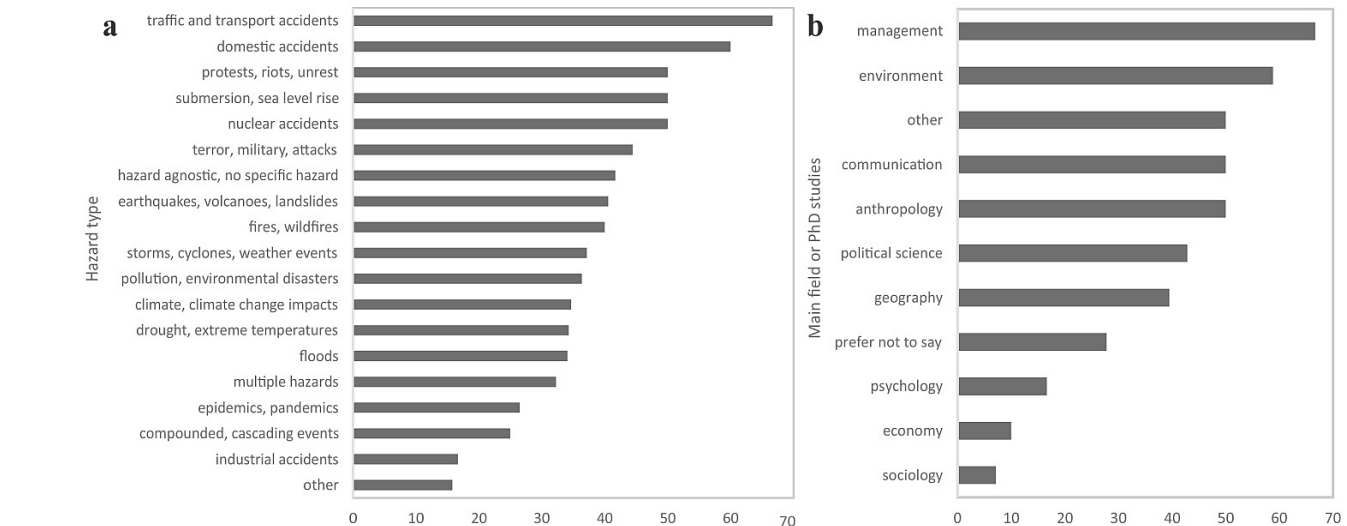 a
Hazard type
traffic and transport accidents
domestic accidents
protests, riots, unrest
submersion, sea level rise
nuclear accidents
terror, military, attacks
hazard agnostic, no specific hazard
earthquakes, volcanoes, landslides
fires, wildfires
storms, cyclones, weather events
pollution, environmental disasters
climate, climate change impacts
drought, extreme temperatures
floods
multiple hazards
epidemics, pandemics
compounded, cascading events
industrial accidents
other
0 10 20 30 40 50 60 70
b
Main field or PhD studies
management
environment
other
communication
anthropology
political science
geography
prefer not to say
psychology
economy
sociology
0 10 20 30 40 50 60 70